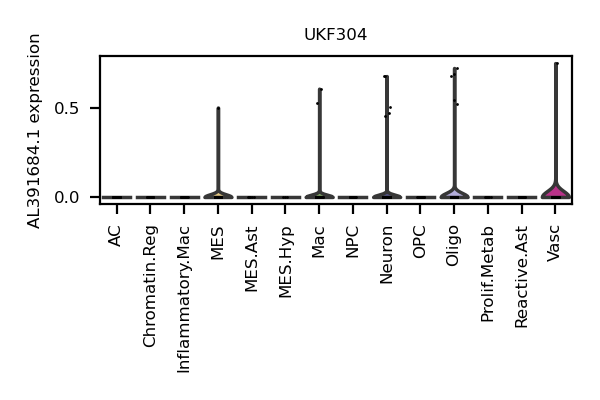 UKF304
AL391684.1 expression
0.5
0.0
AC
Chromatin.Reg
Inflammatory.Mac
MES
MES.Ast
MES.Hyp
Mac
NPC
Neuron
OPC
Oligo
Prolif.Metab
Reactive.Ast
Vasc